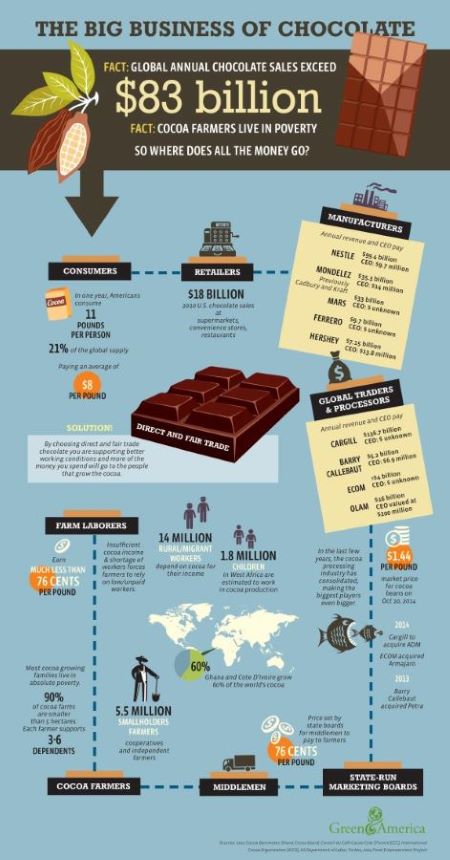 THE BIG BUSINESS OF CHOCOLATE
FACT: GLOBAL ANNUAL CHOCOLATE SALES EXCEED
$83 billion
FACT: COCOA FARMERS LIVE IN POVERTY
SO WHERE DOES ALL THE MONEY GO?
CONSUMERS
Cocoa
In one year, Americans
consume
11
POUNDS
PER PERSON
21% of the global supply
Paying an average of
$8
PER POUND
RETAILERS
$18 BILLION
2010 U.S. chocolate sales
at
supermarkets,
convenience stores,
restaurants
MANUFACTURERS
Annual revenue and CEO pay
NESTLE $95.4 billion
CEO: $9.7 million
MONDELEZ $35.3 billion
Previously CEO: $14 million
Cadbury and Kraft
MARS $33 billion
CEO: $ unknown
FERRERO $9.7 billion
CEO: $ unknown
HERSHEY $7.25 billion
CEO: $13.8 million
SOLUTION!
By choosing direct and fair trade
chocolate you are supporting better
working conditions and more of the
money you spend will go to the people
that grow the cocoa.
DIRECT AND FAIR TRADE
$
GLOBAL TRADERS
& PROCESSORS
Annual revenue and CEO pay
CARGILL $136.7 billion
CEO: $ unknown
BARRY $5.2 billion
CALLEBAUT CEO: $6.9 million
ECOM billion
CEO: $ unknown
OLAM $16 billion
CEO valued at
million
FARM LABORERS
Earn
MUCH LESS THAN
76 CENTS
PER POUND
Insufficient
cocoa income
& shortage of
workers forces
farmers to rely
on low/unpaid
workers.
14 MILLION
RURAL/MIGRANT
WORKERS
depend on cocoa for
their income
1.8 MILLION
CHILDREN
in West Africa are
estimated to work
in cocoa production
In the last few
years, the cocoa
processing
industry has
consolidated,
making the
biggest players
even bigger.
$1.44
PER POUND
market price
for cocoa
beans on
Oct 20, 2014
2014
Cargill to
acquire ADM
ECOM acquired
Armajaro
2013
Barry
Callebaut
acquired Petra
60%
Ghana and Cote D'Ivoire grow
60% of the world's cocoa
Most cocoa growing
families live in
absolute poverty.
90%
of cocoa farms
are smaller
than 5 hectares
Each farmer supports
3-6
DEPENDENTS
5.5 MILLION
SMALLHOLDERS
FARMERS
cooperatives
and independent
farmers
Price set by
state boards
for middlemen to
pay to farmers
76 CENTS
PER POUND
COCOA FARMERS
MIDDLEMEN
STATE-RUN
MARKETING BOARDS
Green America